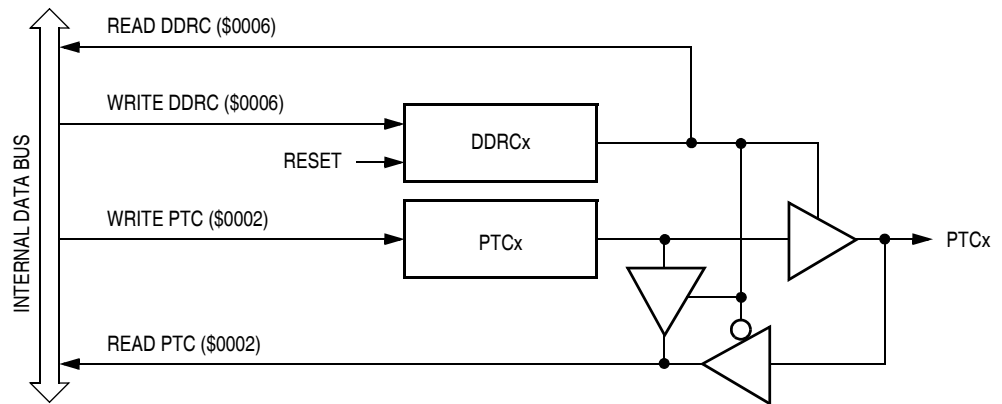 READ DDRC ($0006)
WRITE DDRC ($0006)
DDRCx
RESET
WRITE PTC ($0002)
PTCx
PTCx
READ PTC ($0002)
INTERNAL DATA BUS